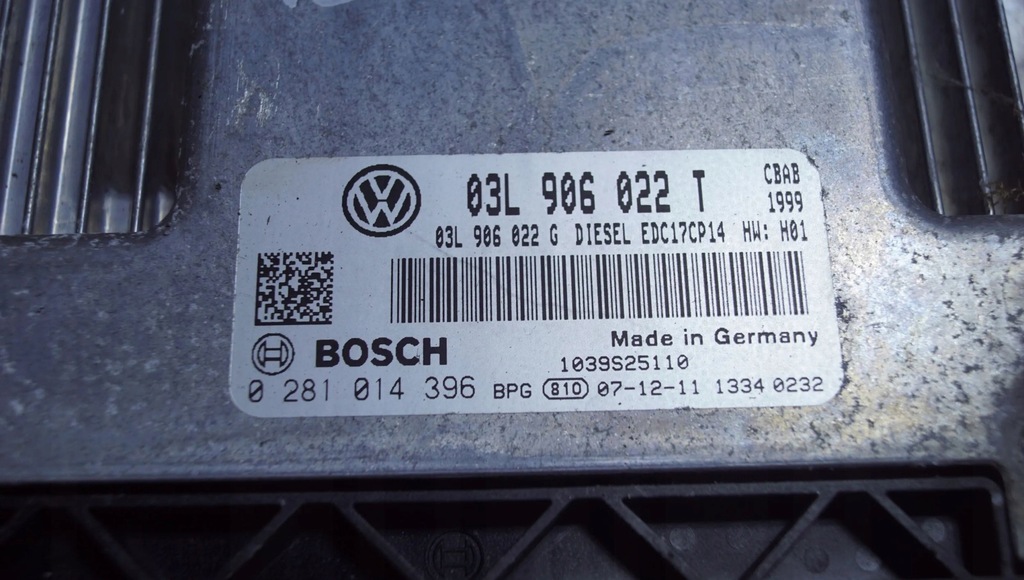 03L 906 022 T CBAB
1999
03L 906 022 G DIESEL EDC17CP14 HW: H01
Made in Germany
BOSCH 1039S25110
0 281 014 396 BPG 810 07-12-11 1334 0232